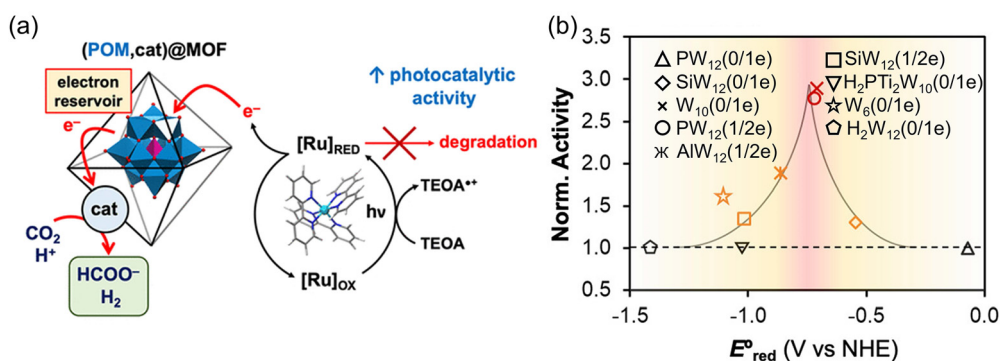 (a)
(POM,cat)@MOF
electron
reservoir
e⁻
e⁻
cat
CO₂
H⁺
HCOO⁻
H₂
↑ photocatalytic
activity
[Ru]RED
degradation
hν
TEOA•⁺
TEOA
[Ru]OX
(b)
Norm. Activity
3.5
3.0
2.5
2.0
1.5
1.0
0.5
PW₁₂(0/1e)
SiW₁₂(0/1e)
W₁₀(0/1e)
PW₁₂(1/2e)
AlW₁₂(1/2e)
SiW₁₂(1/2e)
H₂PTi₂W₁₀(0/1e)
W₆(0/1e)
H₂W₁₂(0/1e)
-1.5 -1.0 -0.5 0.0
E⁰red (V vs NHE)